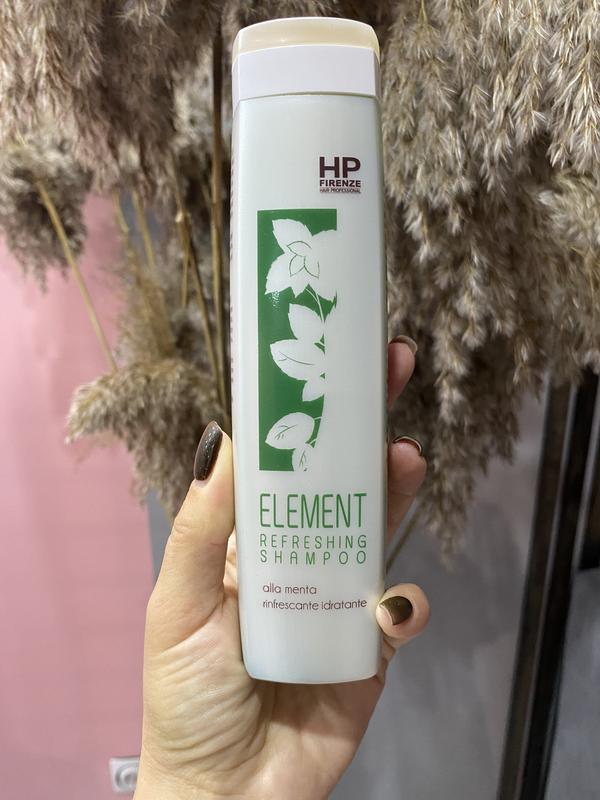 HP
FIRENZE
HAIR PROFESSIONAL
ELEMENT
REFRESHING
SHAMPOO
alla menta
rinfrescante idratante